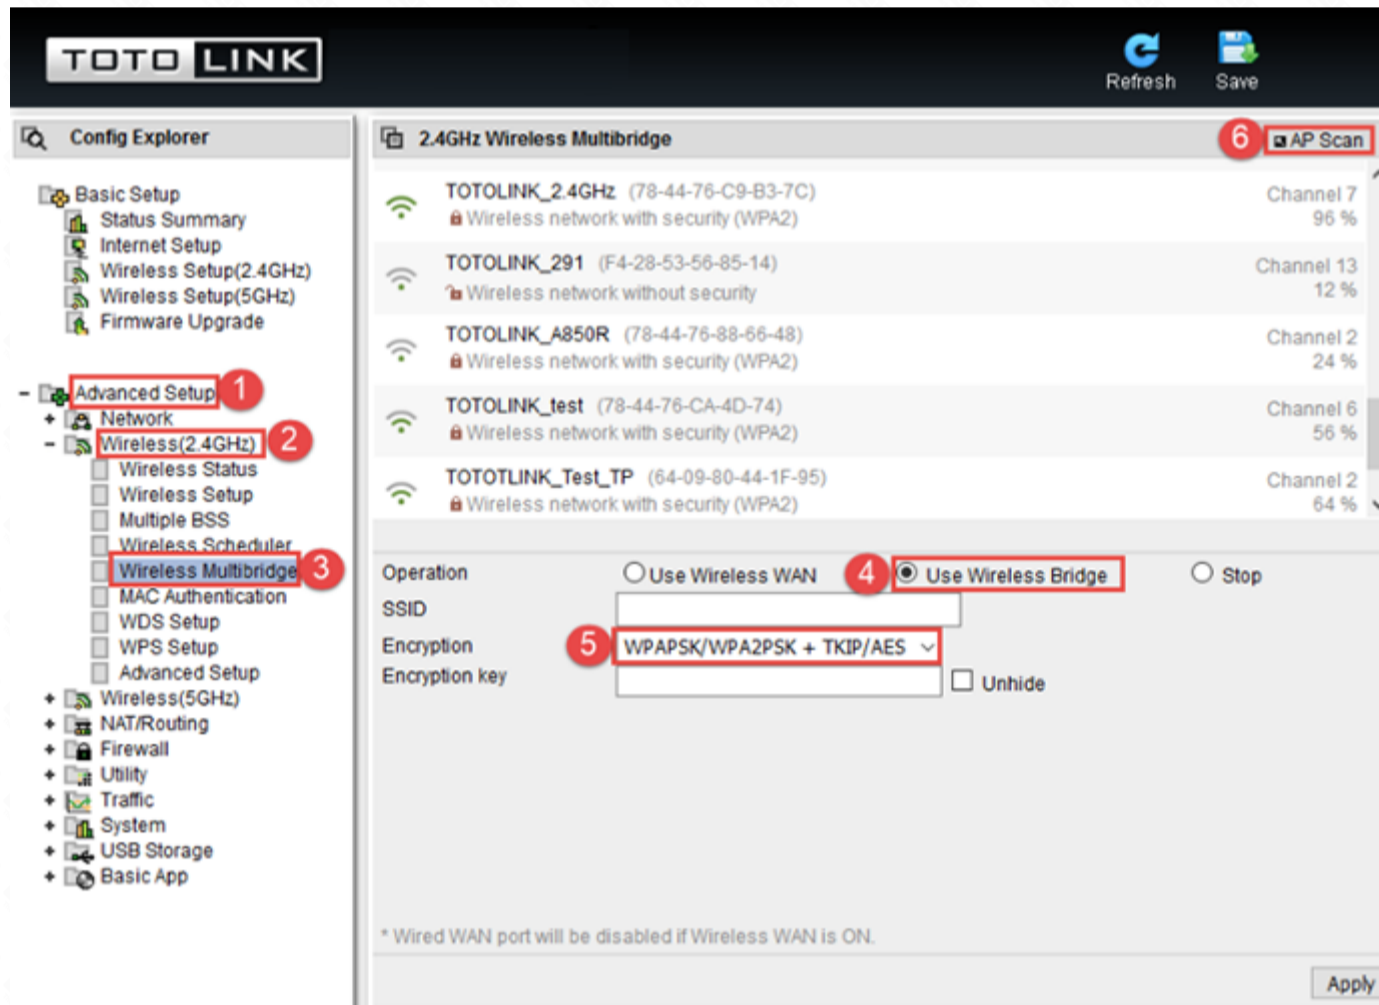 TOTO LINK
Refresh
Save
Config Explorer
Basic Setup
Status Summary
Internet Setup
Wireless Setup(2.4GHz)
Wireless Setup(5GHz)
Firmware Upgrade
Advanced Setup 1
Network
Wireless(2.4GHz) 2
Wireless Status
Wireless Setup
Multiple BSS
Wireless Scheduler
Wireless Multibridge 3
MAC Authentication
WDS Setup
WPS Setup
Advanced Setup
Wireless(5GHz)
NAT/Routing
Firewall
Utility
Traffic
System
USB Storage
Basic App
2.4GHz Wireless Multibridge 6 AP Scan
TOTOLINK_2.4GHz (78-44-76-C9-B3-7C) Channel 7
Wireless network with security (WPA2) 96 %
TOTOLINK_291 (F4-28-53-56-85-14) Channel 13
Wireless network without security 12 %
TOTOLINK_A850R (78-44-76-88-66-48) Channel 2
Wireless network with security (WPA2) 24 %
TOTOLINK_test (78-44-76-CA-4D-74) Channel 6
Wireless network with security (WPA2) 56 %
TOTOTLINK_Test_TP (64-09-80-44-1F-95) Channel 2
Wireless network with security (WPA2) 64 %
Operation Use Wireless WAN 4 Use Wireless Bridge Stop
SSID
Encryption 5 WPAPSK/WPA2PSK + TKIP/AES
Encryption key Unhide
* Wired WAN port will be disabled if Wireless WAN is ON.
Apply